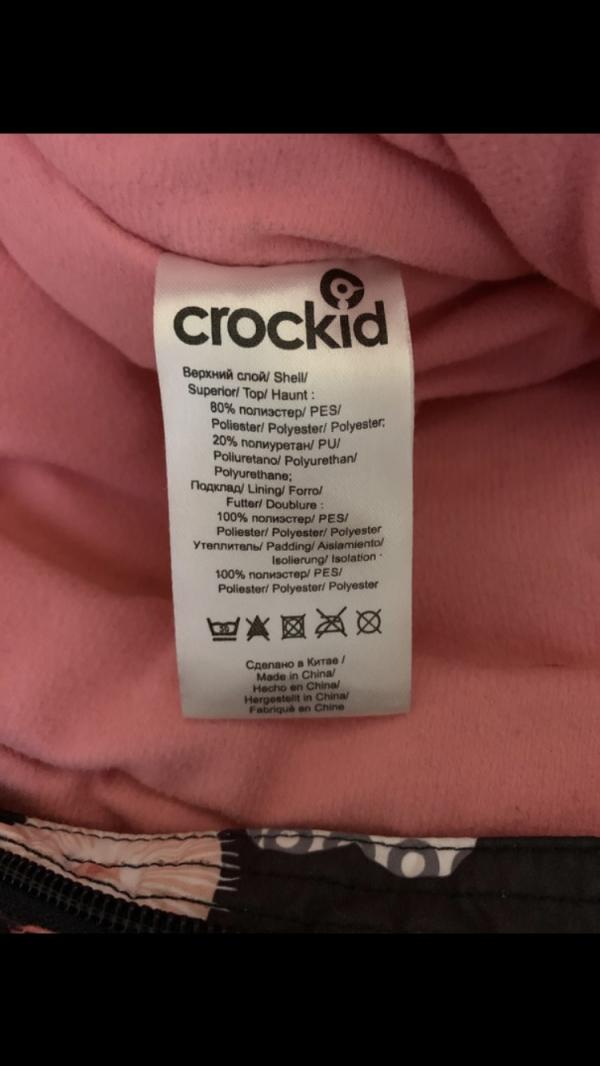 crockid
Верхний слой/ Shell/
Superior/ Top/ Haunt :
80% полиэстер/ PES/
Poliester/ Polyester/ Polyester;
20% полиуретан/ PU/
Poliuretano/ Polyurethan/
Polyurethane;
Подклад/ Lining/ Forro/
Futter/ Doublure :
100% полиэстер/ PES/
Poliester/ Polyester/ Polyester
Утеплитель/ Padding/ Aislamiento/
Isolierung/ Isolation :
100% полиэстер/ PES/
Poliester/ Polyester/ Polyester
30
Сделано в Китае /
Made in China/
Hecho en China/
Hergestellt in China/
Fabriqué en Chine